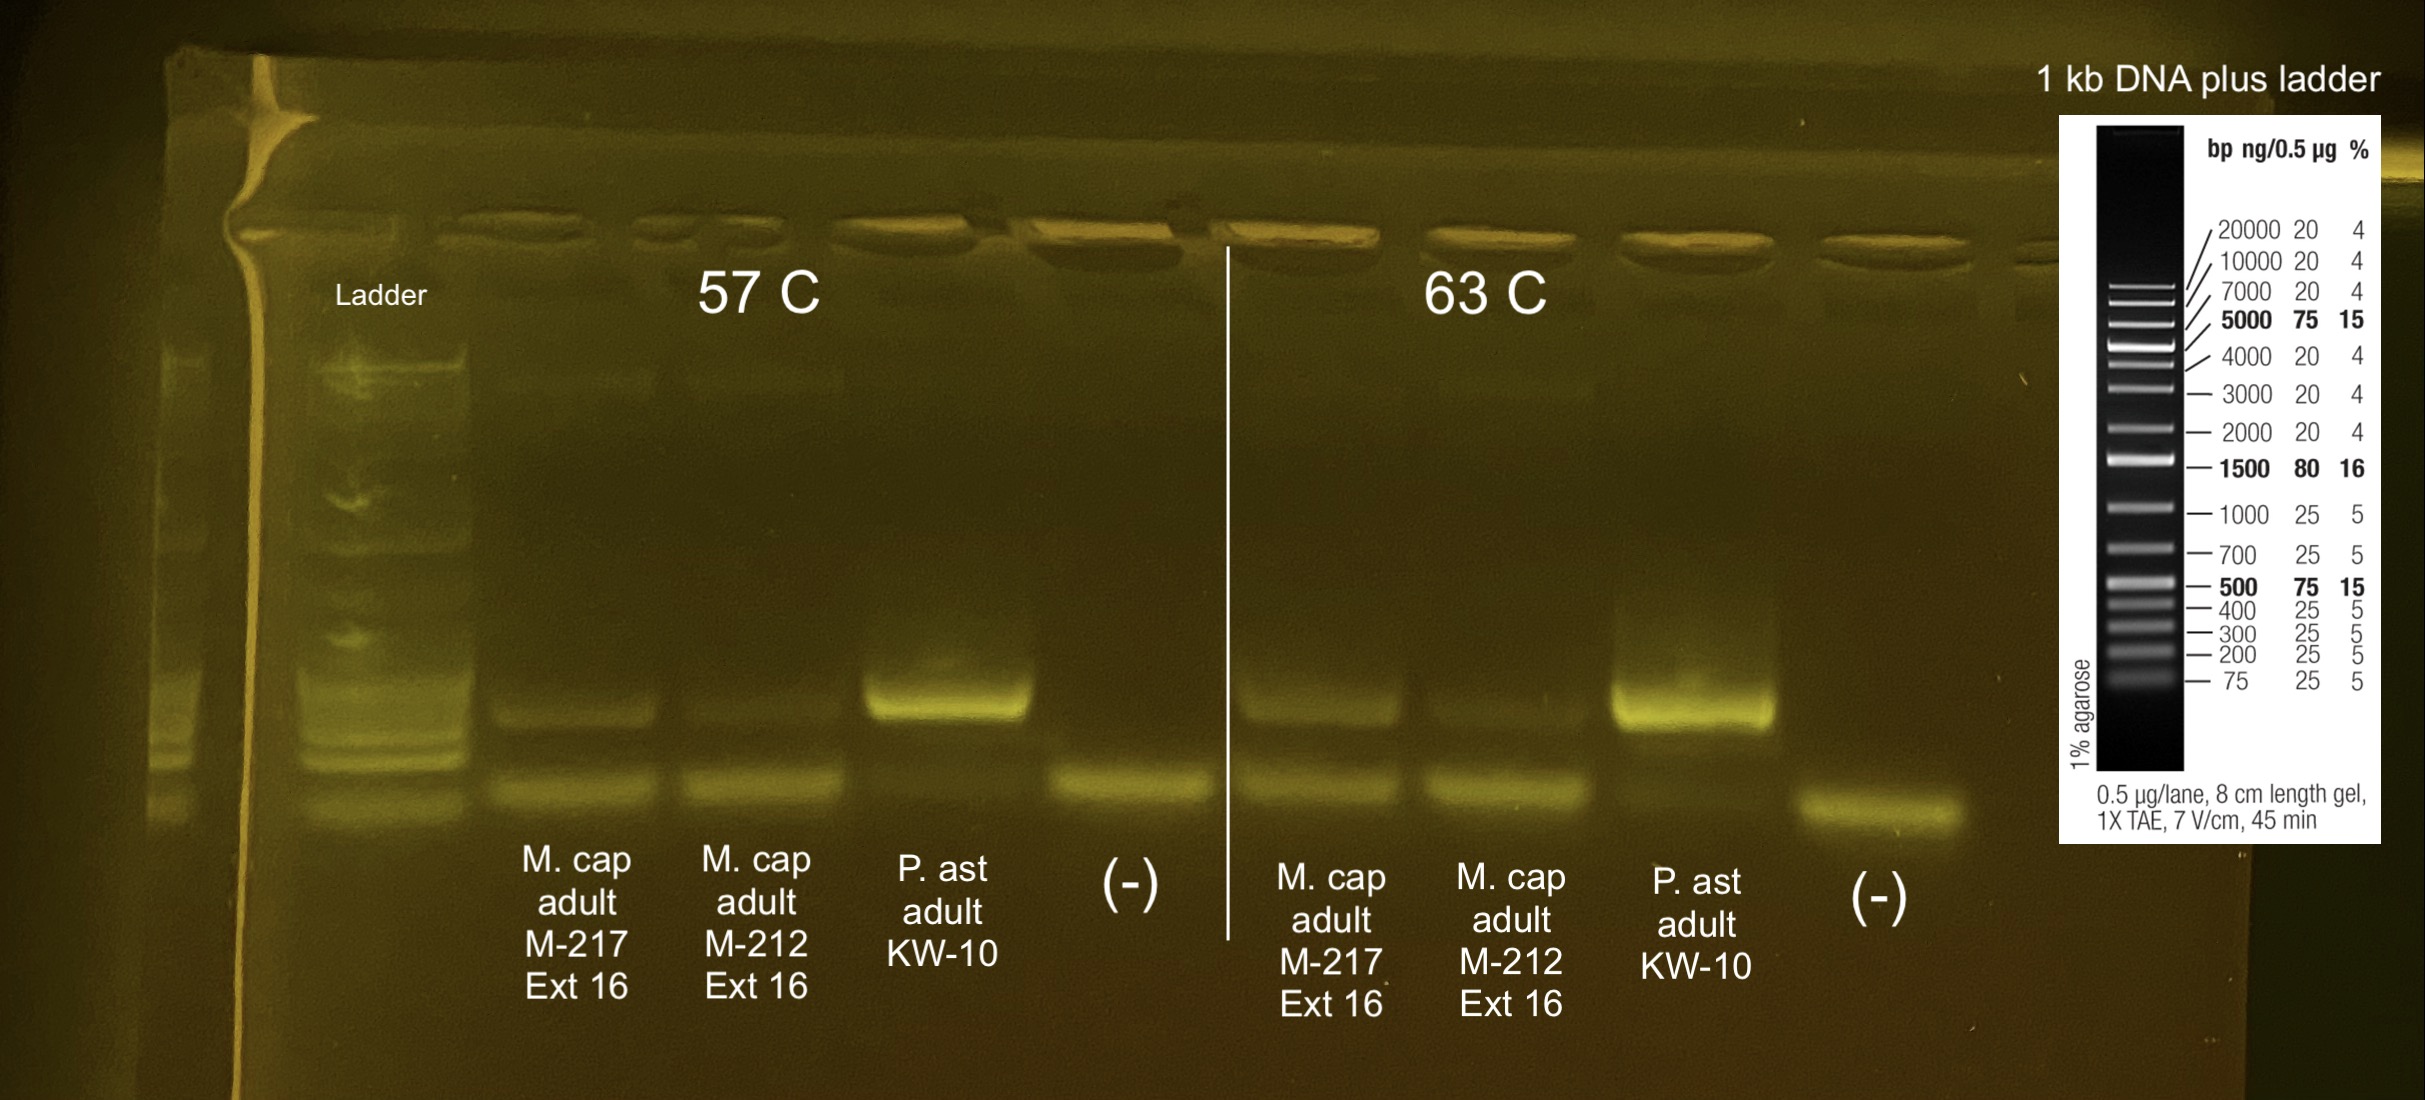 1 kb DNA plus ladder
Ladder
57 C
63 C
M. cap
adult
M-217
Ext 16
M. cap
adult
M-212
Ext 16
P. ast
adult
KW-10
(-)
M. cap
adult
M-217
Ext 16
M. cap
adult
M-212
Ext 16
P. ast
adult
KW-10
(-)
bp ng/0.5 µg %
20000 20 4
10000 20 4
7000 20 4
5000 75 15
4000 20 4
3000 20 4
2000 20 4
1500 80 16
1000 25 5
700 25 5
500 75 15
400 25 5
300 25 5
200 25 5
75 25 5
1% agarose
0.5 µg/lane, 8 cm length gel,
1X TAE, 7 V/cm, 45 min